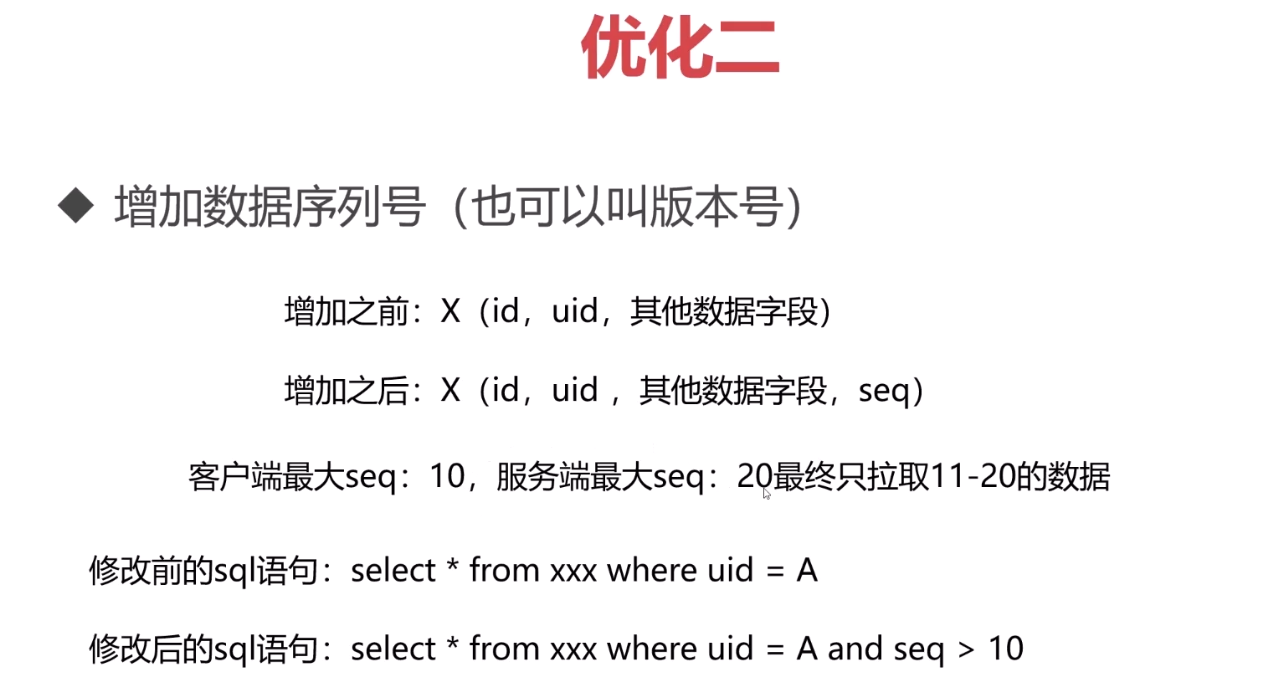 优化二
增加数据序列号（也可以叫版本号）
增加之前：X（id，uid，其他数据字段）
增加之后：X（id，uid ，其他数据字段，seq）
客户端最大seq：10，服务端最大seq：20最终只拉取11-20的数据
修改前的sql语句：select * from xxx where uid = A
修改后的sql语句：select * from xxx where uid = A and seq > 10